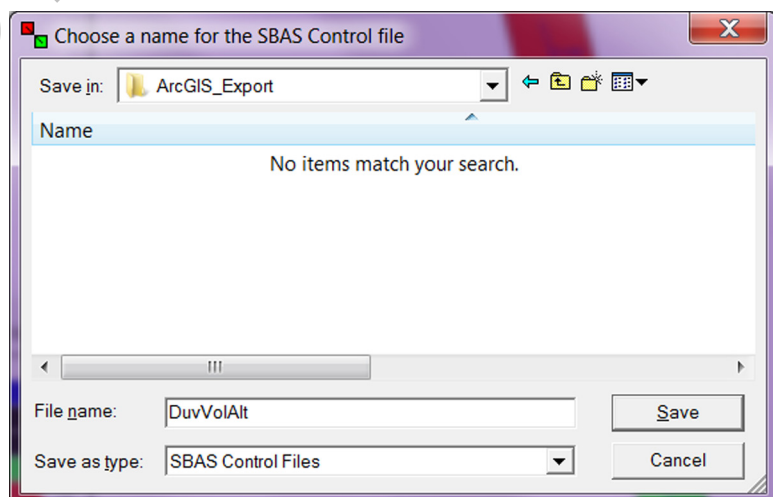 Choose a name for the SBAS Control file
X
Save in: ArcGIS_Export
Name
No items match your search.
File name: DuvVolAlt Save
Save as type: SBAS Control Files Cancel